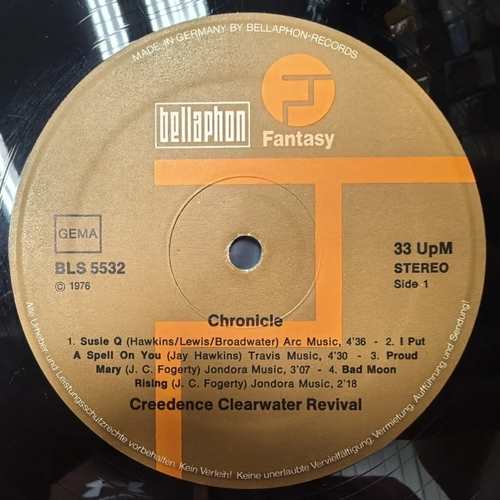 MADE IN GERMANY BY BELLAPHON-RECORDS
bellaphon
Fantasy
GEMA
BLS 5532
© 1976
33 UpM
STEREO
Side 1
Chronicle
1. Susie Q (Hawkins/Lewis/Broadwater) Arc Music, 4'36 - 2. I Put
A Spell on You (Jay Hawkins) Travis Music, 4'30 - 3. Proud
Mary (J. C. Fogerty) Jondora Music, 3'07 - 4. Bad Moon
Rising (J. C. Fogerty) Jondora Music, 2'18
Creedence Clearwater Revival
Alle Urheber- und Leistungsschutzrechte vorbehalten. Kein Verleih! Keine unerlaubte Vervielfältigung, Vermietung, Aufführung und Sendung!